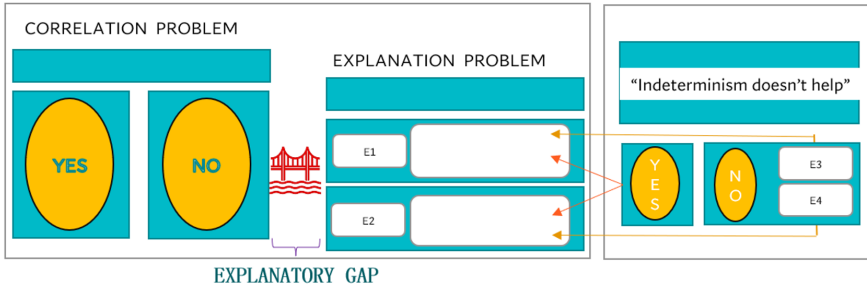 CORRELATION PROBLEM
YES
NO
EXPLANATORY GAP
EXPLANATION PROBLEM
E1
E2
“Indeterminism doesn’t help”
Y
E
S
N
O
E3
E4